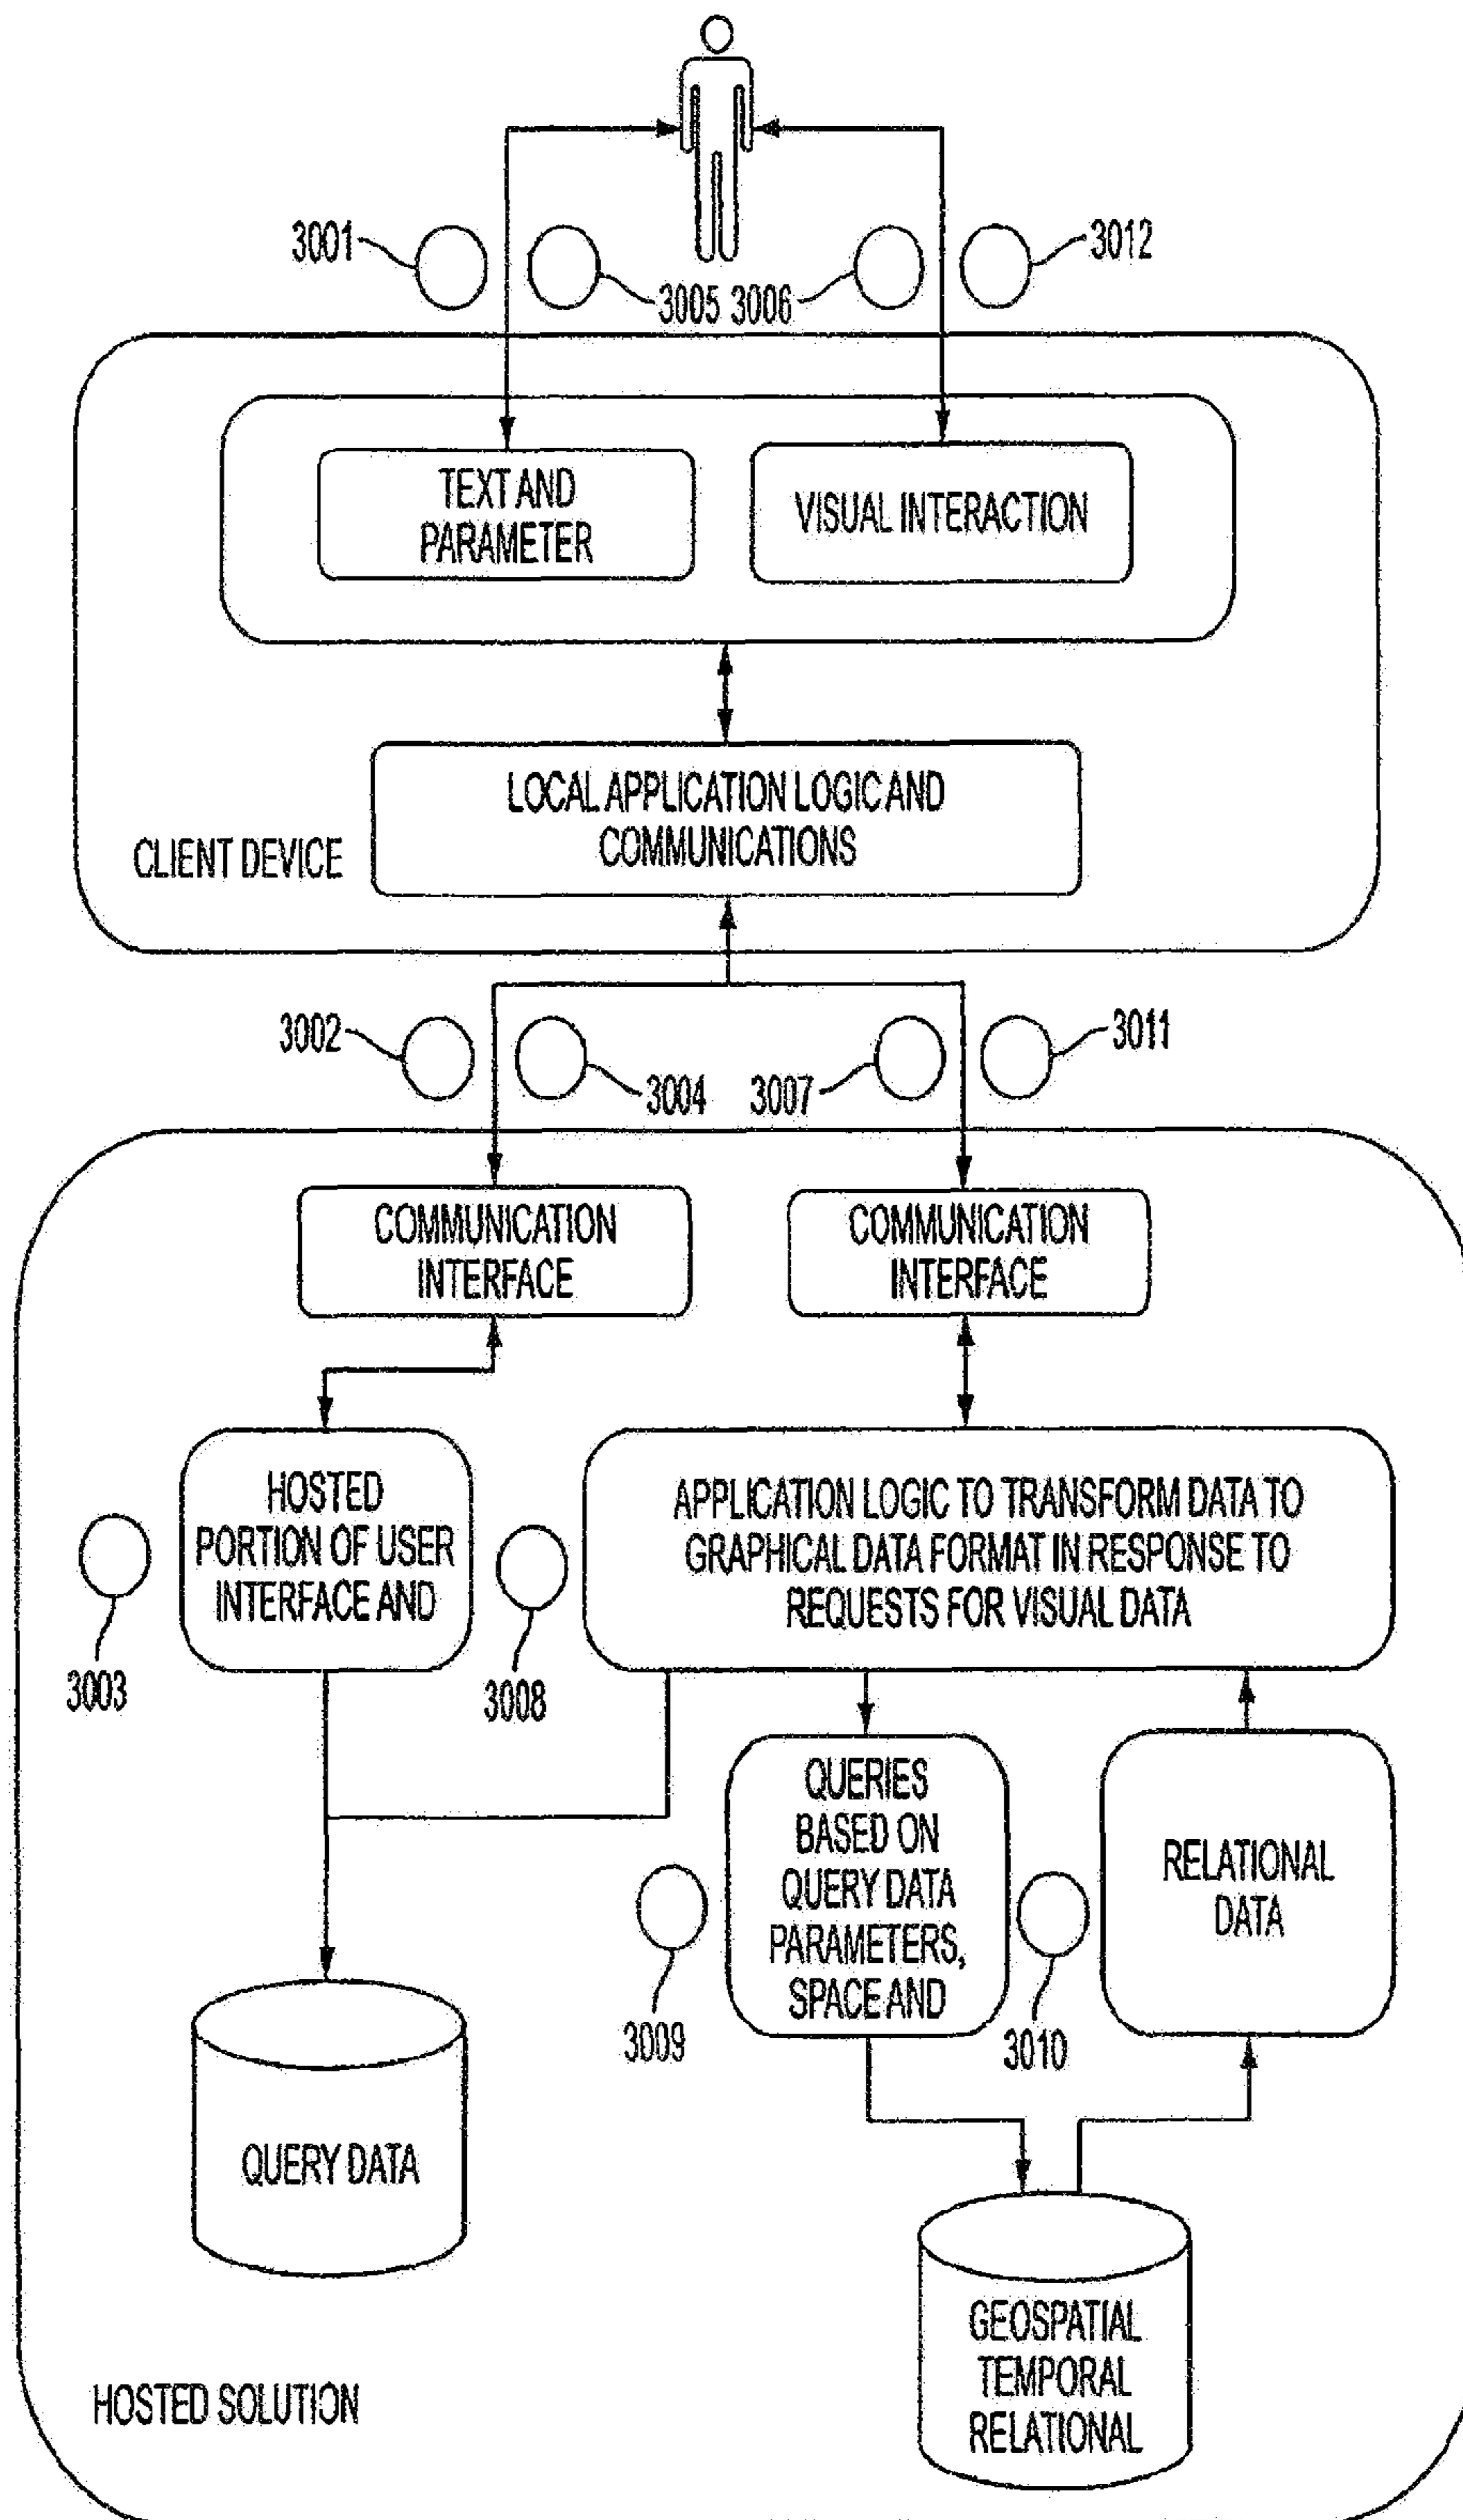 3001
3005
3006
3012
TEXT AND
PARAMETER
VISUAL INTERACTION
LOCAL APPLICATION LOGIC AND
COMMUNICATIONS
CLIENT DEVICE
3002
3004
3007
3011
COMMUNICATION
INTERFACE
COMMUNICATION
INTERFACE
HOSTED
PORTION OF USER
INTERFACE AND
APPLICATION LOGIC TO TRANSFORM DATA TO
GRAPHICAL DATA FORMAT IN RESPONSE TO
REQUESTS FOR VISUAL DATA
3003
3008
QUERIES
BASED ON
QUERY DATA
PARAMETERS,
SPACE AND
RELATIONAL
DATA
3009
3010
QUERY DATA
GEOSPATIAL
TEMPORAL
RELATIONAL
HOSTED SOLUTION